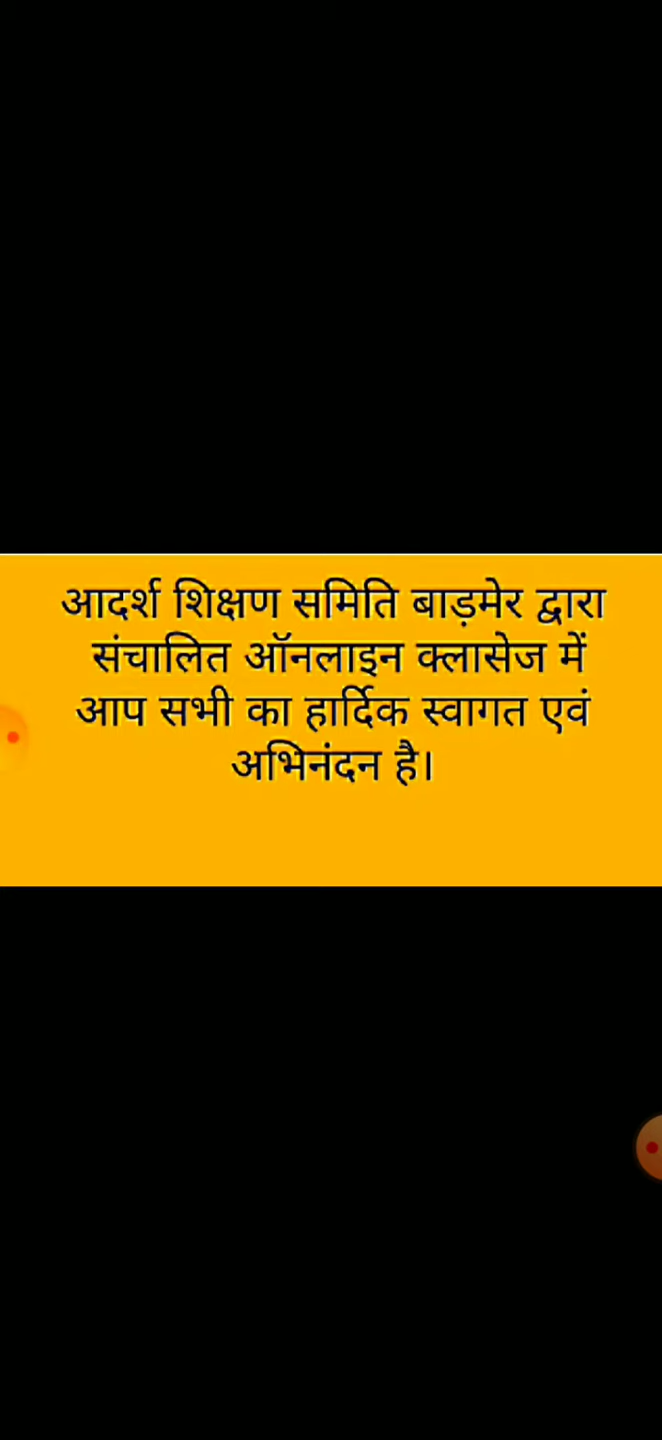 आदर्श शिक्षण समिति बाड़मेर द्वारा
संचालित ऑनलाइन क्लासेज में
आप सभी का हार्दिक स्वागत एवं
अभिनंदन है।